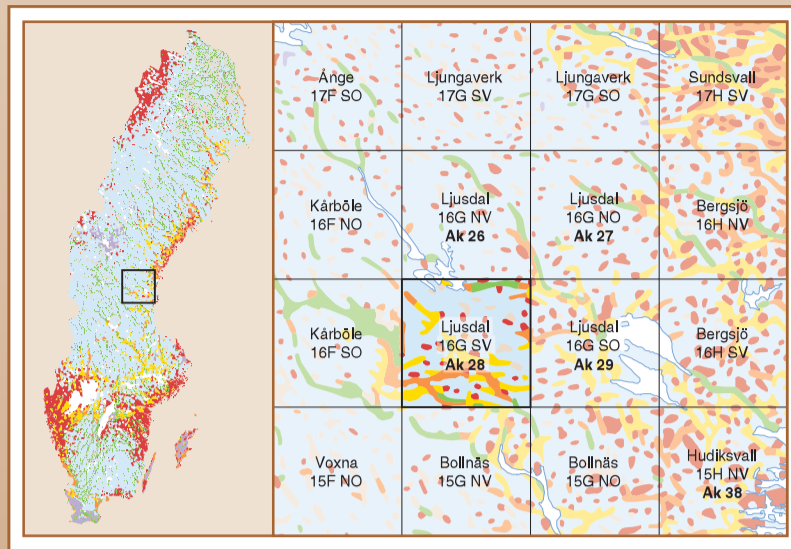 Ånge
17F SO
Ljungaverk
17G SV
Ljungaverk
17G SO
Sundsvall
17H SV
Kårböle
16F NO
Ljusdal
16G NV
Ak 26
Ljusdal
16G NO
Ak 27
Bergsjö
16H NV
Kårböle
16F SO
Ljusdal
16G SV
Ak 28
Ljusdal
16G SO
Ak 29
Bergsjö
16H SV
Voxna
15F NO
Bollnäs
15G NV
Bollnäs
15G NO
Hudiksvall
15H NV
Ak 38